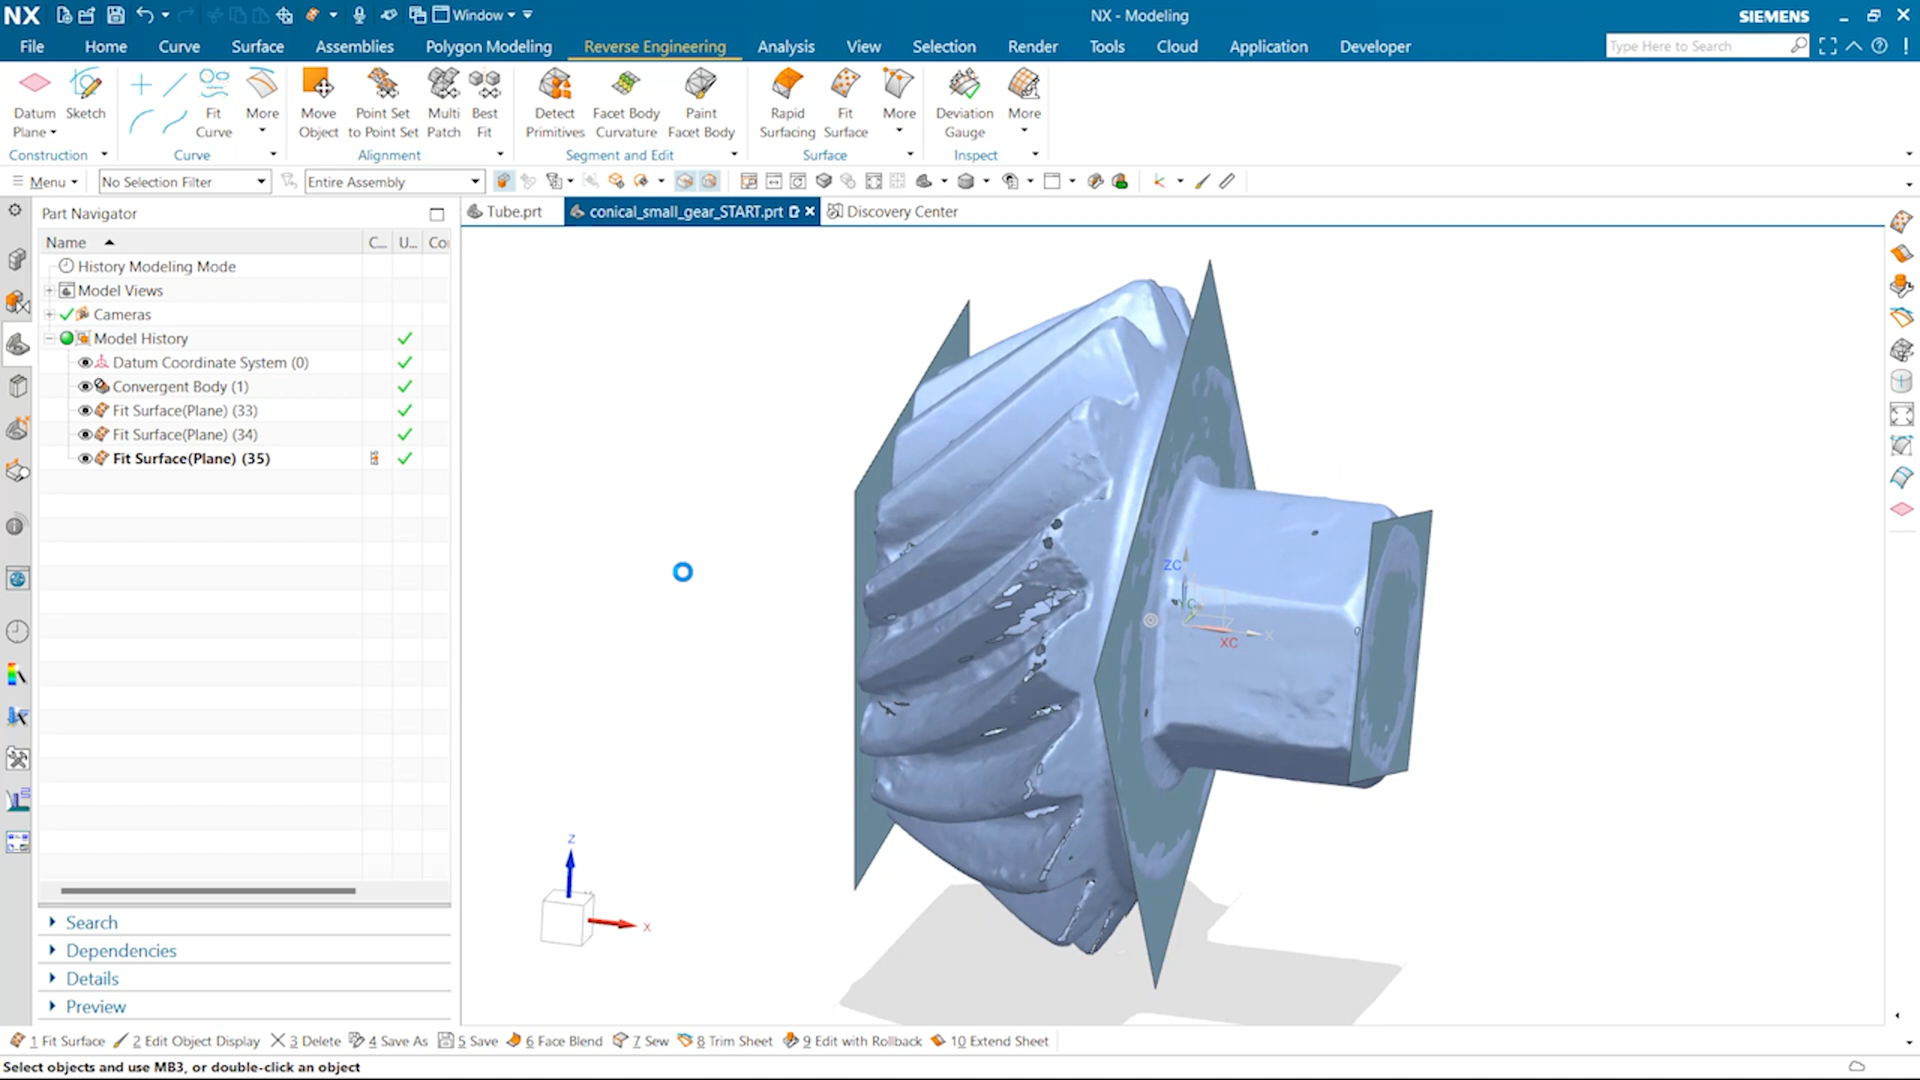 NX Window NX - Modeling SIEMENS
File Home Curve Surface Assemblies Polygon Modeling Reverse Engineering Analysis View Selection Render Tools Cloud Application Developer Type Here to Search
Datum Plane Sketch Fit Curve More Move Object Point Set to Point Set Multi Patch Best Fit Detect Primitives Facet Body Curvature Paint Facet Body Rapid Surfacing Fit Surface More Deviation Gauge More
Construction Curve Alignment Segment and Edit Surface Inspect
Menu No Selection Filter Entire Assembly
Part Navigator Tube.prt conical_small_gear_START.prt Discovery Center
Name C... U... Co
History Modeling Mode
Model Views
Cameras
Model History
Datum Coordinate System (0)
Convergent Body (1)
Fit Surface(Plane) (33)
Fit Surface(Plane) (34)
Fit Surface(Plane) (35)
ZC
YC
X
XC
Z
X
Search
Dependencies
Details
Preview
1 Fit Surface 2 Edit Object Display 3 Delete 4 Save As 5 Save 6 Face Blend 7 Sew 8 Trim Sheet 9 Edit with Rollback 10 Extend Sheet
Select objects and use MB3, or double-click an object